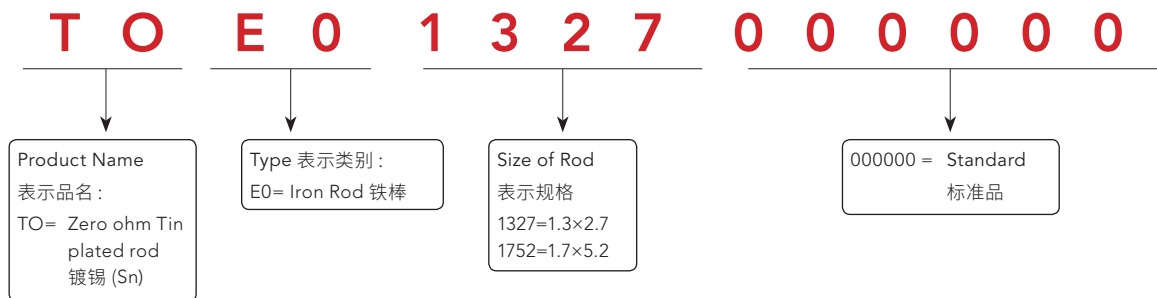 T O E 0 1 3 2 7 0 0 0 0 0 0
Product Name
表示品名 :
TO= Zero ohm Tin
plated rod
镀锡 (Sn)
Type 表示类别 :
E0= Iron Rod 铁棒
Size of Rod
表示规格
1327=1.3×2.7
1752=1.7×5.2
000000 = Standard
标准品